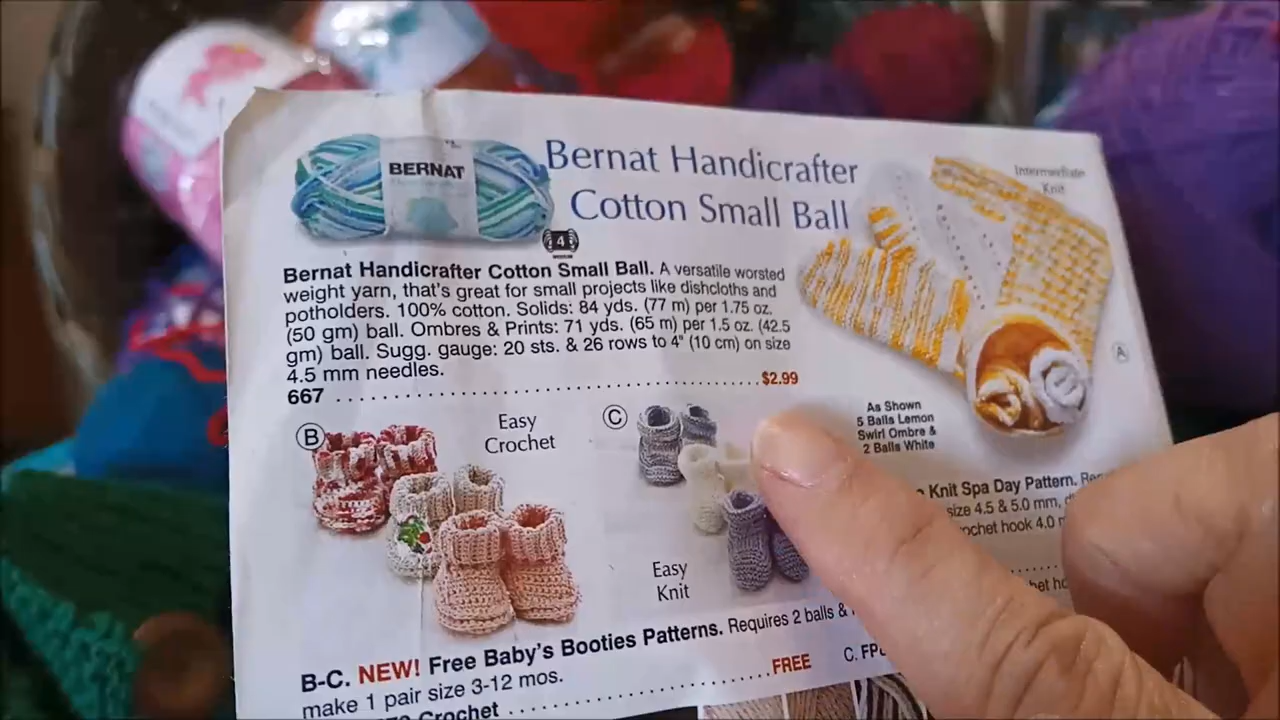 BERNAT
Bernat Handicrafter
Cotton Small Ball
4
Intermediate
Knit
Bernat Handicrafter Cotton Small Ball. A versatile worsted
weight yarn, that's great for small projects like dishcloths and
potholders. 100% cotton. Solids: 84 yds. (77 m) per 1.75 oz.
(50 gm) ball. Ombres & Prints: 71 yds. (65 m) per 1.5 oz. (42.5
gm) ball. Sugg. gauge: 20 sts. & 26 rows to 4" (10 cm) on size
4.5 mm needles.
667 ........................................ $2.99
A
As Shown
5 Balls Lemon
Swirl Ombre &
2 Balls White
B
Easy
Crochet
C
Easy
Knit
Knit Spa Day Pattern.
size 4.5 & 5.0 mm,
hook 4.0
B-C. NEW! Free Baby's Booties Patterns. Requires 2 balls &
make 1 pair size 3-12 mos.
Crochet ........................ FREE
C.